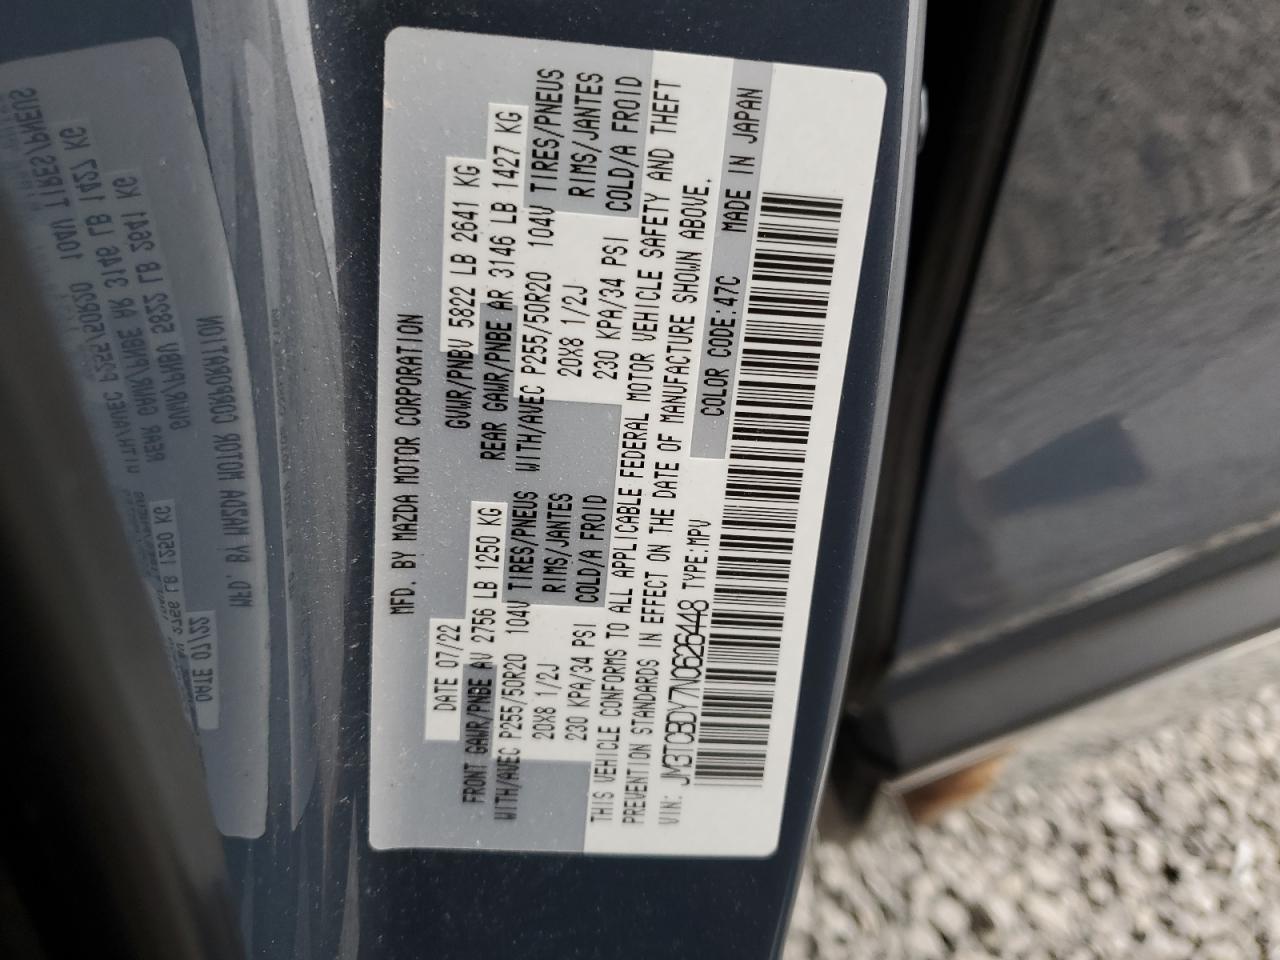 MFD. BY MAZDA MOTOR CORPORATION
DATE 07/22 GVWR/PNBV 5822 LB 2641 KG
FRONT GAWR/PNBE AV 2756 LB 1250 KG REAR GAWR/PNBE AR 3146 LB 1427 KG
WITH/AVEC P255/50R20 104V TIRES/PNEUS WITH/AVEC P255/50R20 104V TIRES/PNEUS
20X8 1/2J RIMS/JANTES 20X8 1/2J RIMS/JANTES
230 KPA/34 PSI COLD/A FROID 230 KPA/34 PSI COLD/A FROID
THIS VEHICLE CONFORMS TO ALL APPLICABLE FEDERAL MOTOR VEHICLE SAFETY AND THEFT
PREVENTION STANDARDS IN EFFECT ON THE DATE OF MANUFACTURE SHOWN ABOVE.
VIN: JM3TCBDY7N0626448 TYPE:MPV COLOR CODE:47C MADE IN JAPAN